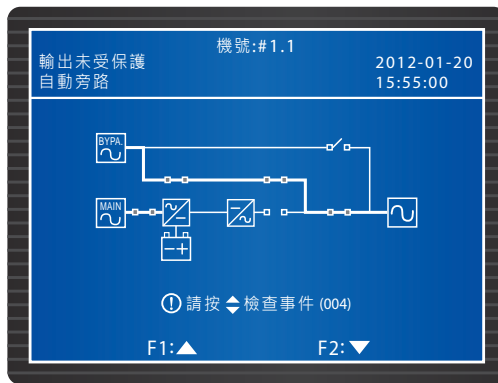 機號:#1.1
輸出未受保護
2012-01-20
自動旁路
15:55:00
BYPA.
MAIN
請按檢查事件 (004)
F1:
F2: